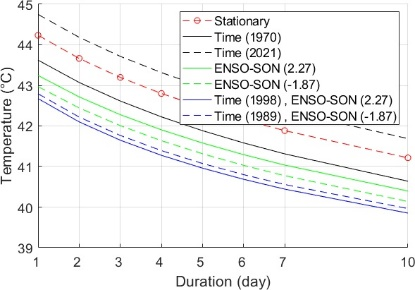 45
44
43
42
41
40
39
Temperature (°C)
Stationary
Time (1970)
Time (2021)
ENSO-SON (2.27)
ENSO-SON (-1.87)
Time (1998) , ENSO-SON (2.27)
Time (1989) , ENSO-SON (-1.87)
1 2 3 4 5 6 7 10
Duration (day)